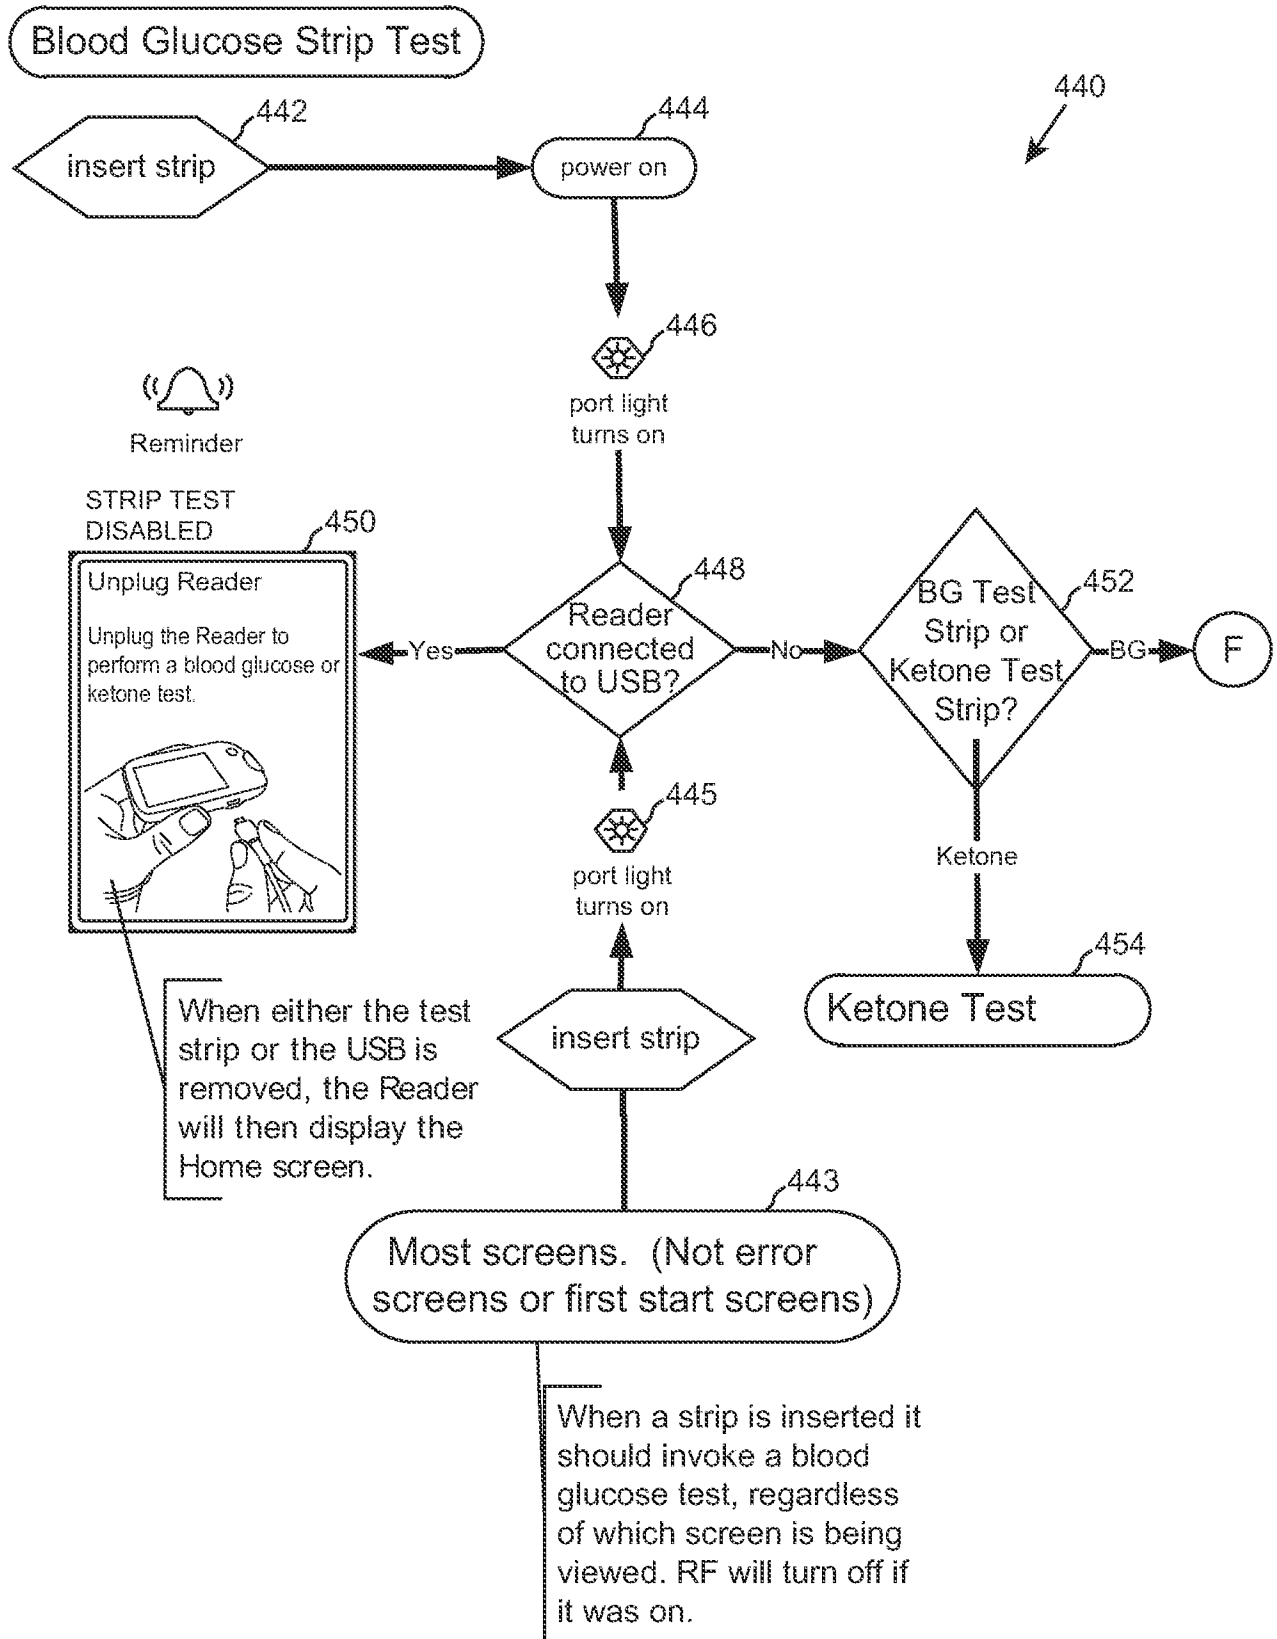 Blood Glucose Strip Test
440
442
insert strip
444
power on
446
port light
turns on
Reminder
STRIP TEST
DISABLED
450
Unplug Reader
Unplug the Reader to
perform a blood glucose or
ketone test.
Yes
448
Reader
connected
to USB?
No
452
BG Test
Strip or
Ketone Test
Strip?
BG
F
445
port light
turns on
Ketone
454
Ketone Test
insert strip
When either the test
strip or the USB is
removed, the Reader
will then display the
Home screen.
443
Most screens. (Not error
screens or first start screens)
When a strip is inserted it
should invoke a blood
glucose test, regardless
of which screen is being
viewed. RF will turn off if
it was on.